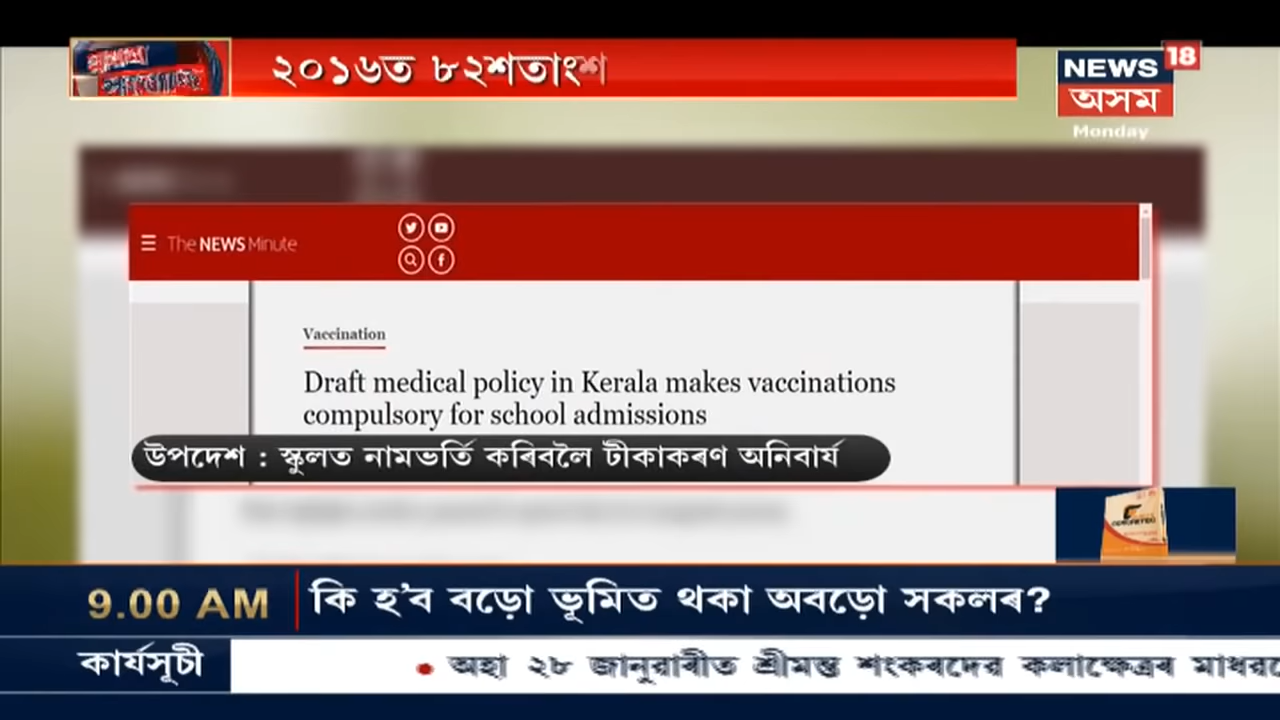 ২০১৬ত ৮২শতাংশ
NEWS 18
অসম
Monday
The NEWS Minute
Vaccination
Draft medical policy in Kerala makes vaccinations
compulsory for school admissions
উপদেশ : স্কুলত নামভৰ্তি কৰিবলৈ টীকাকৰণ অনিবাৰ্য
9.00 AM
কি হ'ব বড়ো ভূমিত থকা অবড়ো সকলৰ?
কাৰ্যসূচী
অহা ২৮ জানুৱাৰীত শ্ৰীমন্ত শংকৰদেৱ কলাক্ষেত্ৰৰ